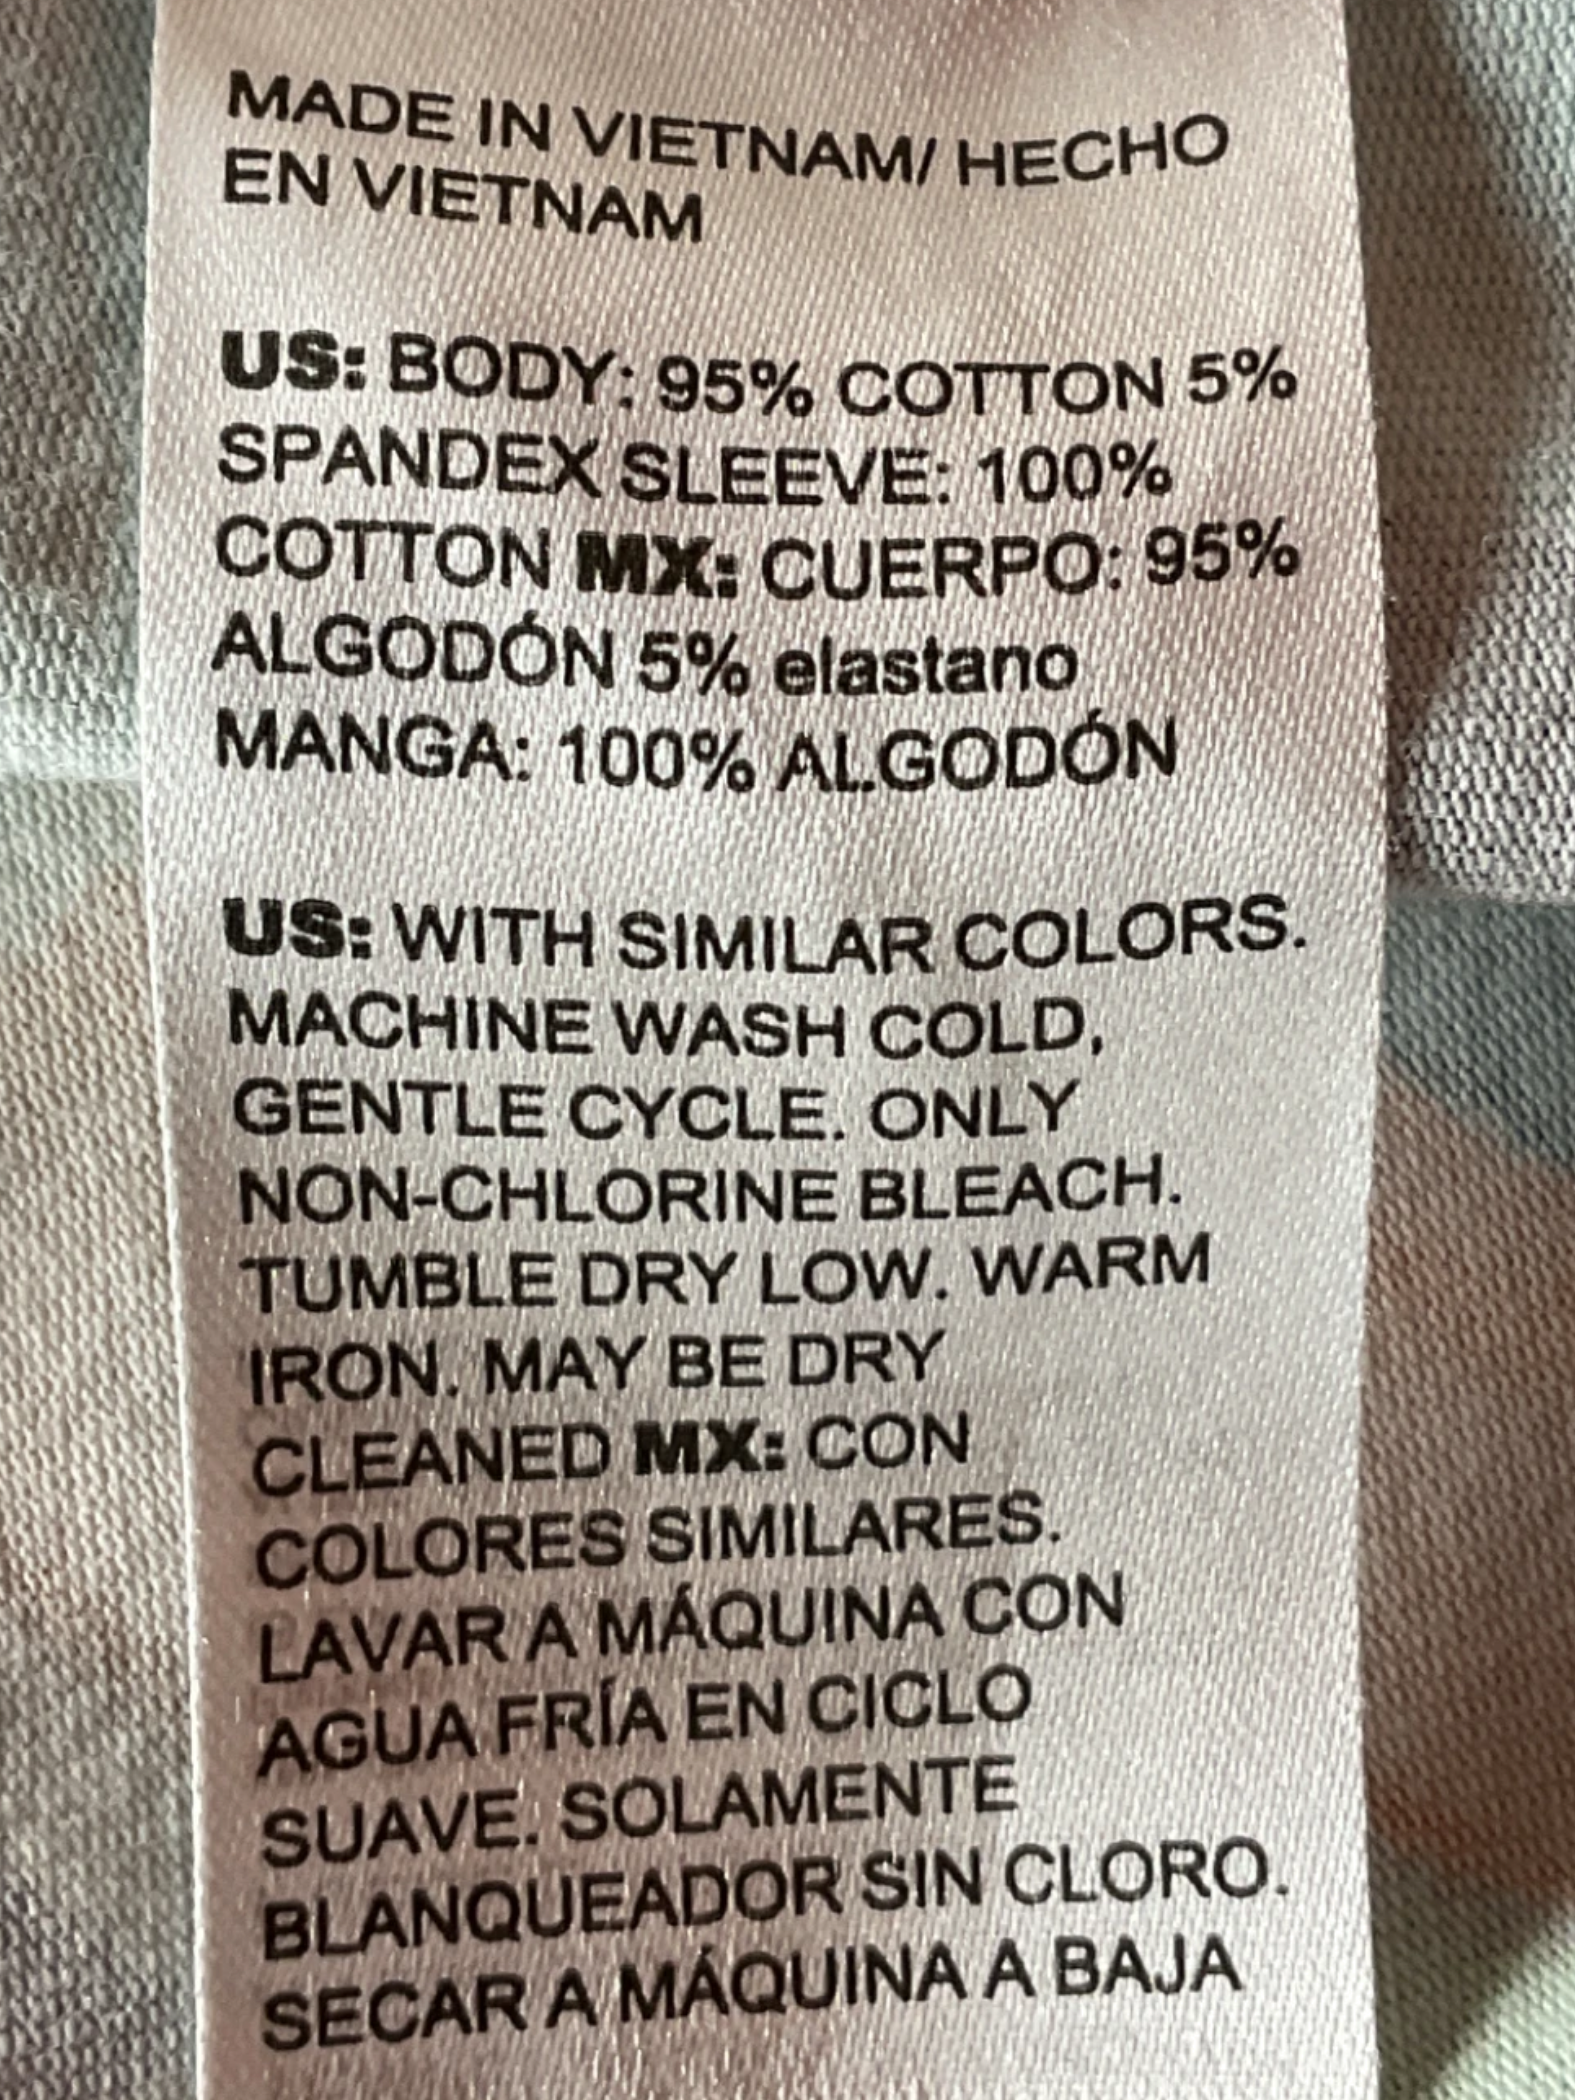 MADE IN VIETNAM/ HECHO
EN VIETNAM
US: BODY: 95% COTTON 5%
SPANDEX SLEEVE: 100%
COTTON MX: CUERPO: 95%
ALGODÓN 5% elastano
MANGA: 100% ALGODÓN
US: WITH SIMILAR COLORS.
MACHINE WASH COLD,
GENTLE CYCLE. ONLY
NON-CHLORINE BLEACH.
TUMBLE DRY LOW. WARM
IRON. MAY BE DRY
CLEANED MX: CON
COLORES SIMILARES.
LAVAR A MÁQUINA CON
AGUA FRÍA EN CICLO
SUAVE. SOLAMENTE
BLANQUEADOR SIN CLORO.
SECAR A MÁQUINA A BAJA